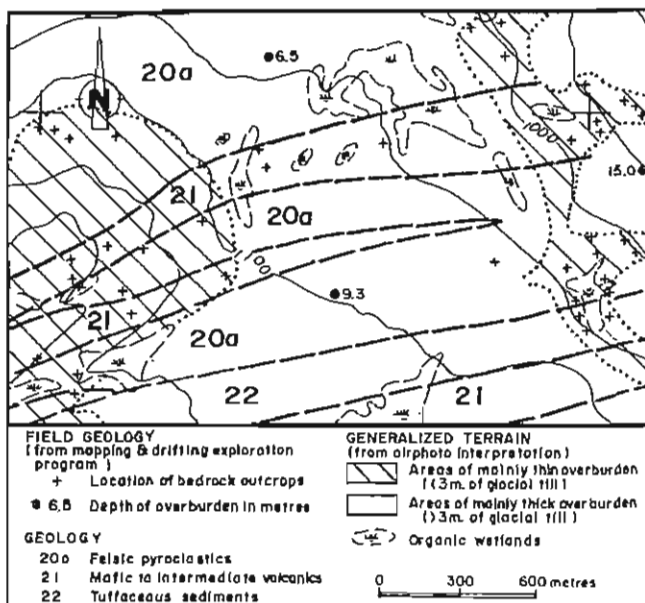 20a
6.5
N
1000
15.0
21
20a
00
9.3
21
20a
22
21
FIELD GEOLOGY
(from mapping & drifting exploration
program)
+ Location of bedrock outcrops
6,5 Depth of overburden in metres
GEOLOGY
20a Felsic pyroclastics
21 Mafic to intermediate volcanics
22 Tuffaceous sediments
GENERALIZED TERRAIN
(from airphoto interpretation)
Areas of mainly thin overburden
(<3m. of glacial till)
Areas of mainly thick overburden
(>3m. of glacial till)
Organic wetlands
0 300 600 metres